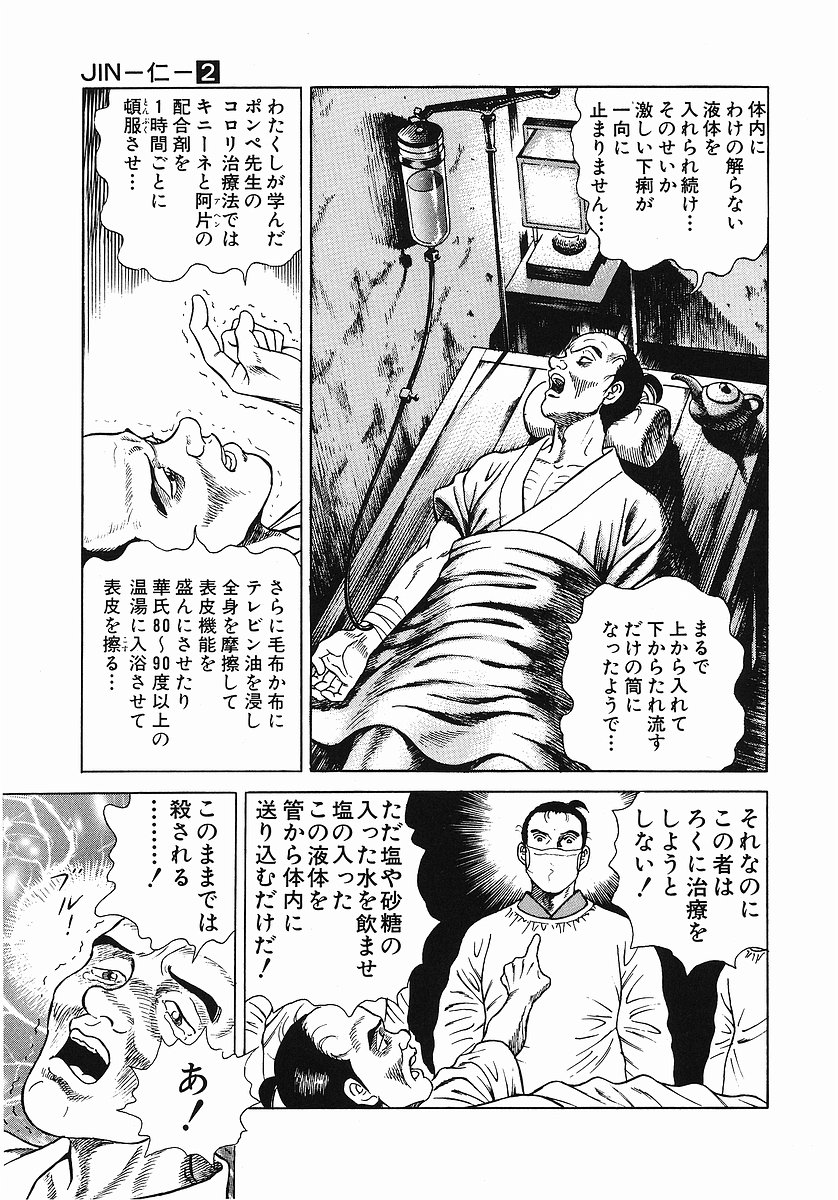 JIN―仁―2
体内に
わけの解らない
液体を
入れられ続け…
そのせいか
激しい下痢が
一向に
止まりません…
まるで
上から入れて
下からたれ流す
だけの筒に
なったようで…
わたくしが学んだ
ポンペ先生の
コロリ治療法では
キニーネと阿片の
アヘン
配合剤を
1時間ごとに
頓服させ…
とんぷく
さらに毛布か布に
テレビン油を浸し
全身を摩擦して
表皮機能を
盛んにさせたり
華氏80〜90度以上の
温湯に入浴させて
表皮を擦る…
こす
それなのに
この者は
ろくに治療を
しようと
しない!
ただ塩や砂糖の
入った水を飲ませ
塩の入った
この液体を
管から体内に
送り込むだけだ!
このままでは
殺される
………!
ブル!
あ!